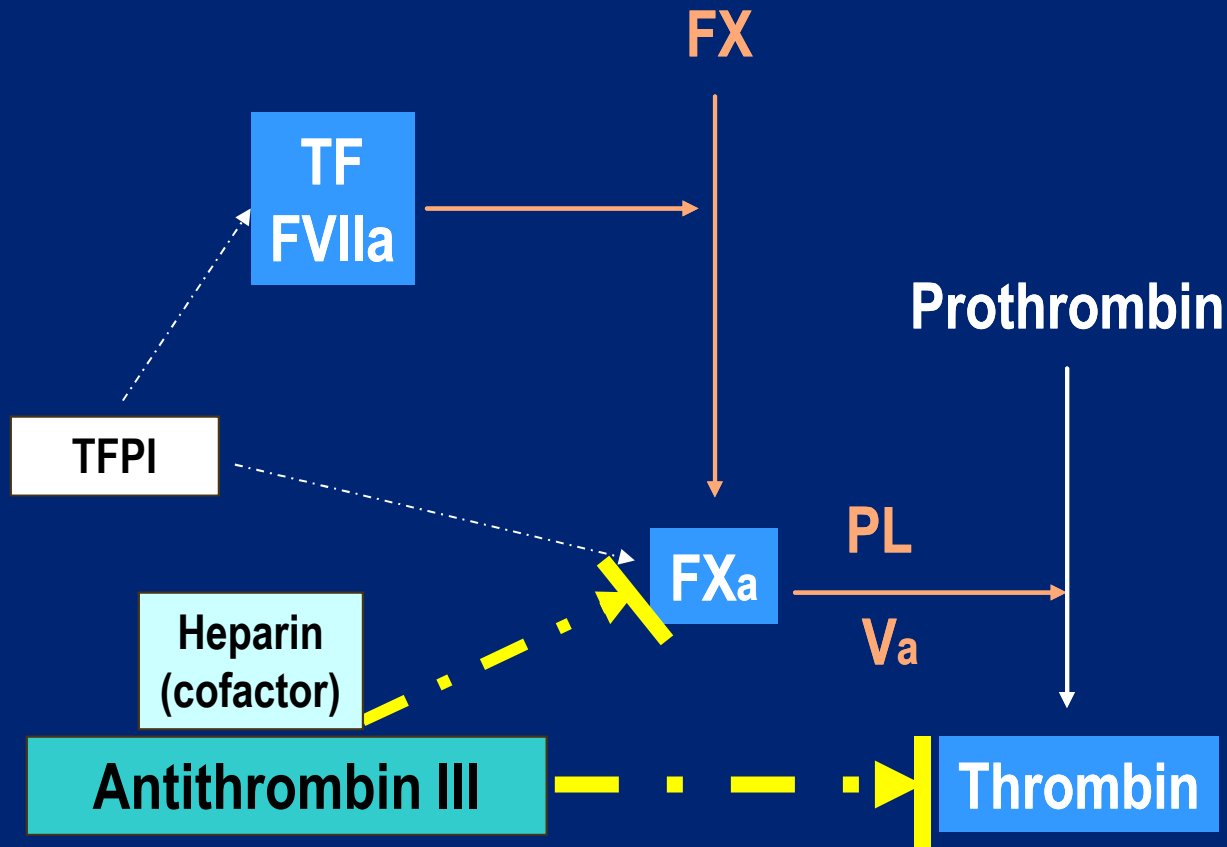 FX
TF
FVIIa
Prothrombin
TFPI
PL
FXa
Va
Heparin
(cofactor)
Antithrombin III
Thrombin